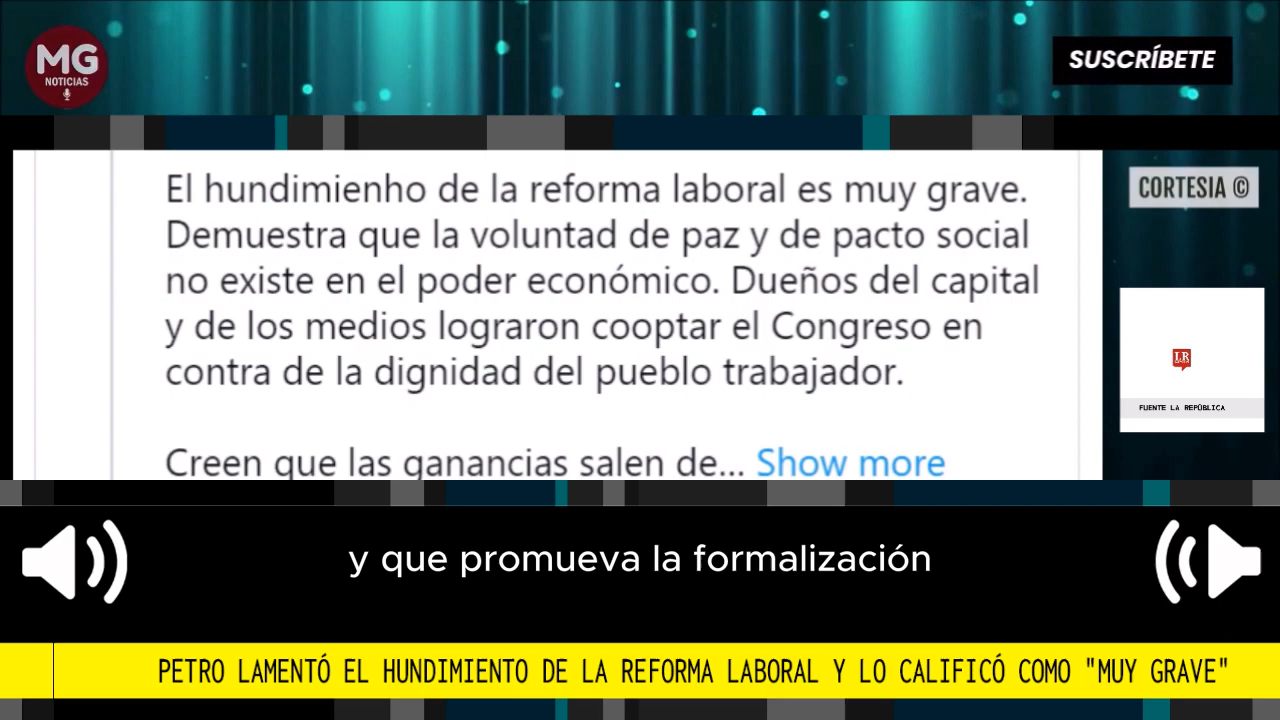 MG
NOTICIAS
SUSCRÍBETE
El hundimienho de la reforma laboral es muy grave.
Demuestra que la voluntad de paz y de pacto social
no existe en el poder económico. Dueños del capital
y de los medios lograron cooptar el Congreso en
contra de la dignidad del pueblo trabajador.
Creen que las ganancias salen de... Show more
CORTESIA ©
LR
FUENTE LA REPÚBLICA
y que promueva la formalización
PETRO LAMENTÓ EL HUNDIMIENTO DE LA REFORMA LABORAL Y LO CALIFICÓ COMO "MUY GRAVE"